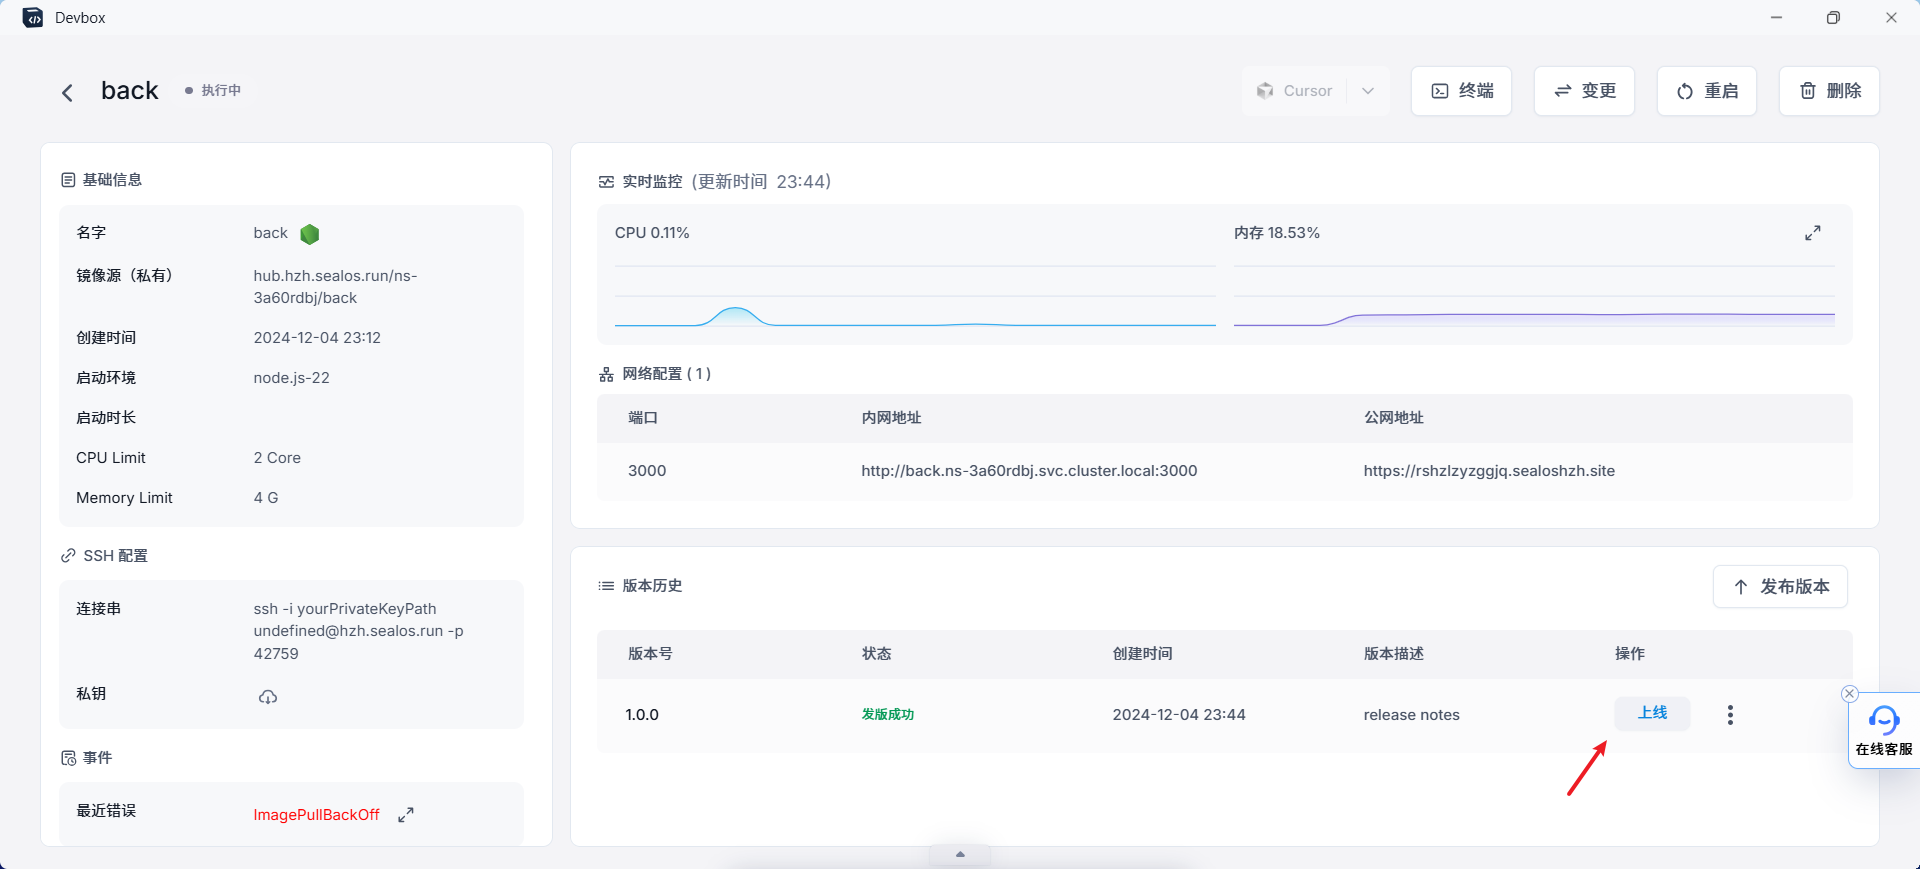 Devbox
back
执行中
Cursor
终端
变更
重启
删除
基础信息
名字
back
镜像源（私有）
hub.hzh.sealos.run/ns-
3a60rdbj/back
创建时间
2024-12-04 23:12
启动环境
node.js-22
启动时长
CPU Limit
2 Core
Memory Limit
4 G
SSH 配置
连接串
ssh -i yourPrivateKeyPath
undefined@hzh.sealos.run -p
42759
私钥
事件
最近错误
ImagePullBackOff
实时监控 (更新时间 23:44)
CPU 0.11%
内存 18.53%
网络配置 ( 1 )
端口
内网地址
公网地址
3000
http://back.ns-3a60rdbj.svc.cluster.local:3000
https://rshzlzyzggjq.sealoshzh.site
版本历史
发布版本
版本号
状态
创建时间
版本描述
操作
1.0.0
发版成功
2024-12-04 23:44
release notes
上线
在线客服